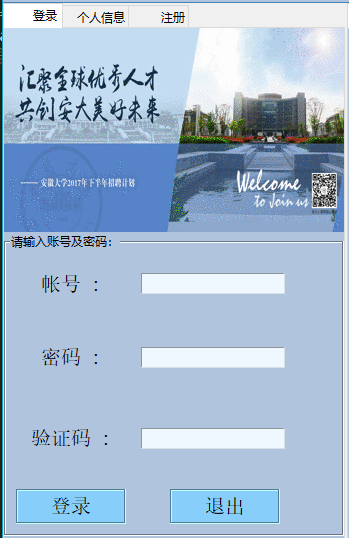 登录
个人信息
注册
汇聚全球优秀人才
共创安大美好未来
—— 安徽大学2017年下半年招聘计划
Welcome
to Join us
请输入账号及密码：
帐号 ：
密码 ：
验证码 ：
登录
退出